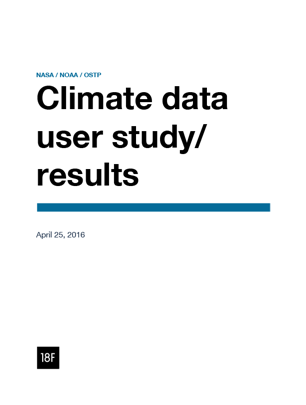 NASA / NOAA / OSTP
Climate data
user study/
results
April 25, 2016
18F